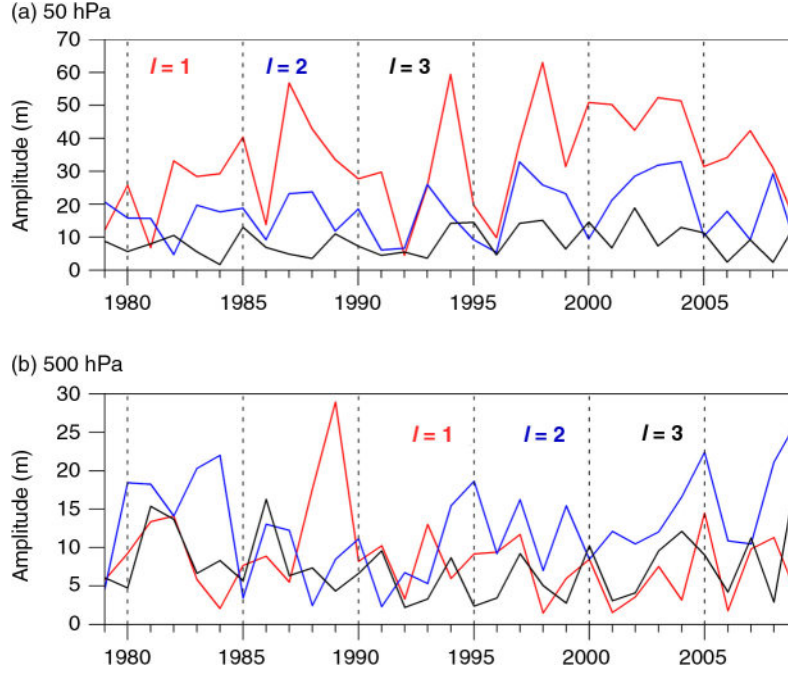 (a) 50 hPa
70
60
50
40
30
20
10
0
Amplitude (m)
l = 1
l = 2
l = 3
1980
1985
1990
1995
2000
2005
(b) 500 hPa
30
25
20
15
10
5
0
Amplitude (m)
l = 1
l = 2
l = 3
1980
1985
1990
1995
2000
2005